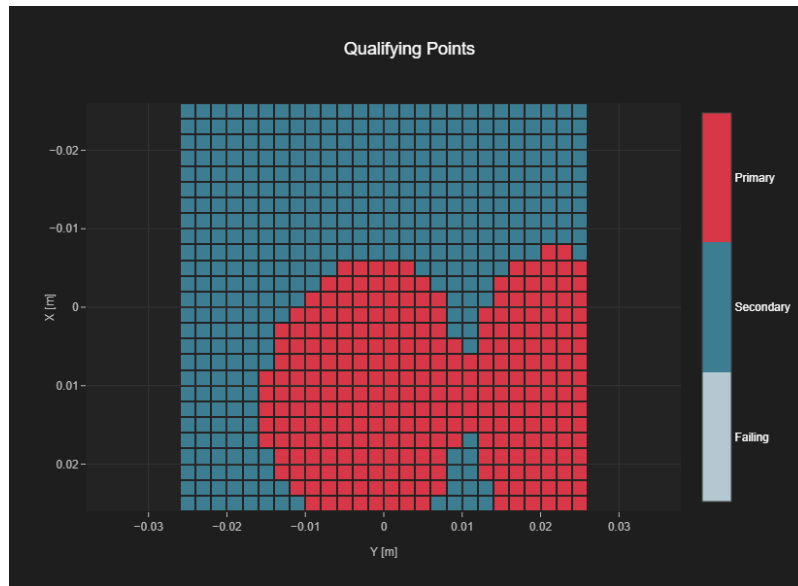 Qualifying Points
−0.02
−0.01
0
0.01
0.02
X [m]
−0.03
−0.02
−0.01
0
0.01
0.02
0.03
Y [m]
Primary
Secondary
Failing